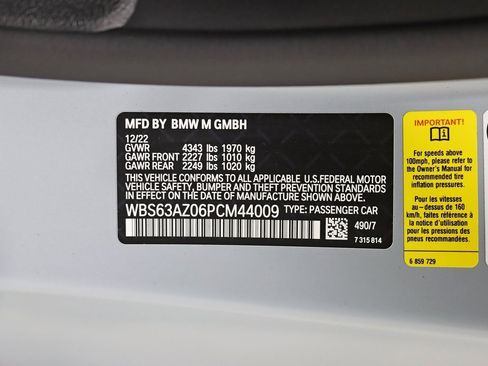 MFD BY BMW M GMBH
12/22
GVWR 4343 lbs 1970 kg
GAWR FRONT 2227 lbs 1010 kg
GAWR REAR 2249 lbs 1020 kg
THIS VEHICLE CONFORMS TO ALL APPLICABLE U.S.FEDERAL MOTOR
VEHICLE SAFETY, BUMPER AND THEFT PREVENTION STANDARDS
IN EFFECT ON THE DATE OF MANUFACTURE SHOWN ABOVE.
WBS63AZ06PCM44009 TYPE: PASSENGER CAR
490/7
7 315 814
IMPORTANT!
For speeds above
100mph, please refer to
the Owner's Manual for
recommended tire
inflation pressures.
Pour les vitesses
au – dessus de 160
km/h, se référer à la
notice d'utilisation
pour les pressions de
pneus recommandées.
6 859 729